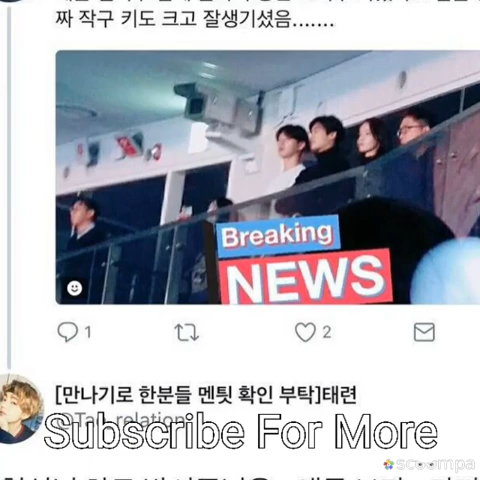 짜 작구 키도 크고 잘생기셨음.......
Breaking
NEWS
1
2
[만나기로 한분들 멘팃 확인 부탁]태련
Subscribe For More
scoompa